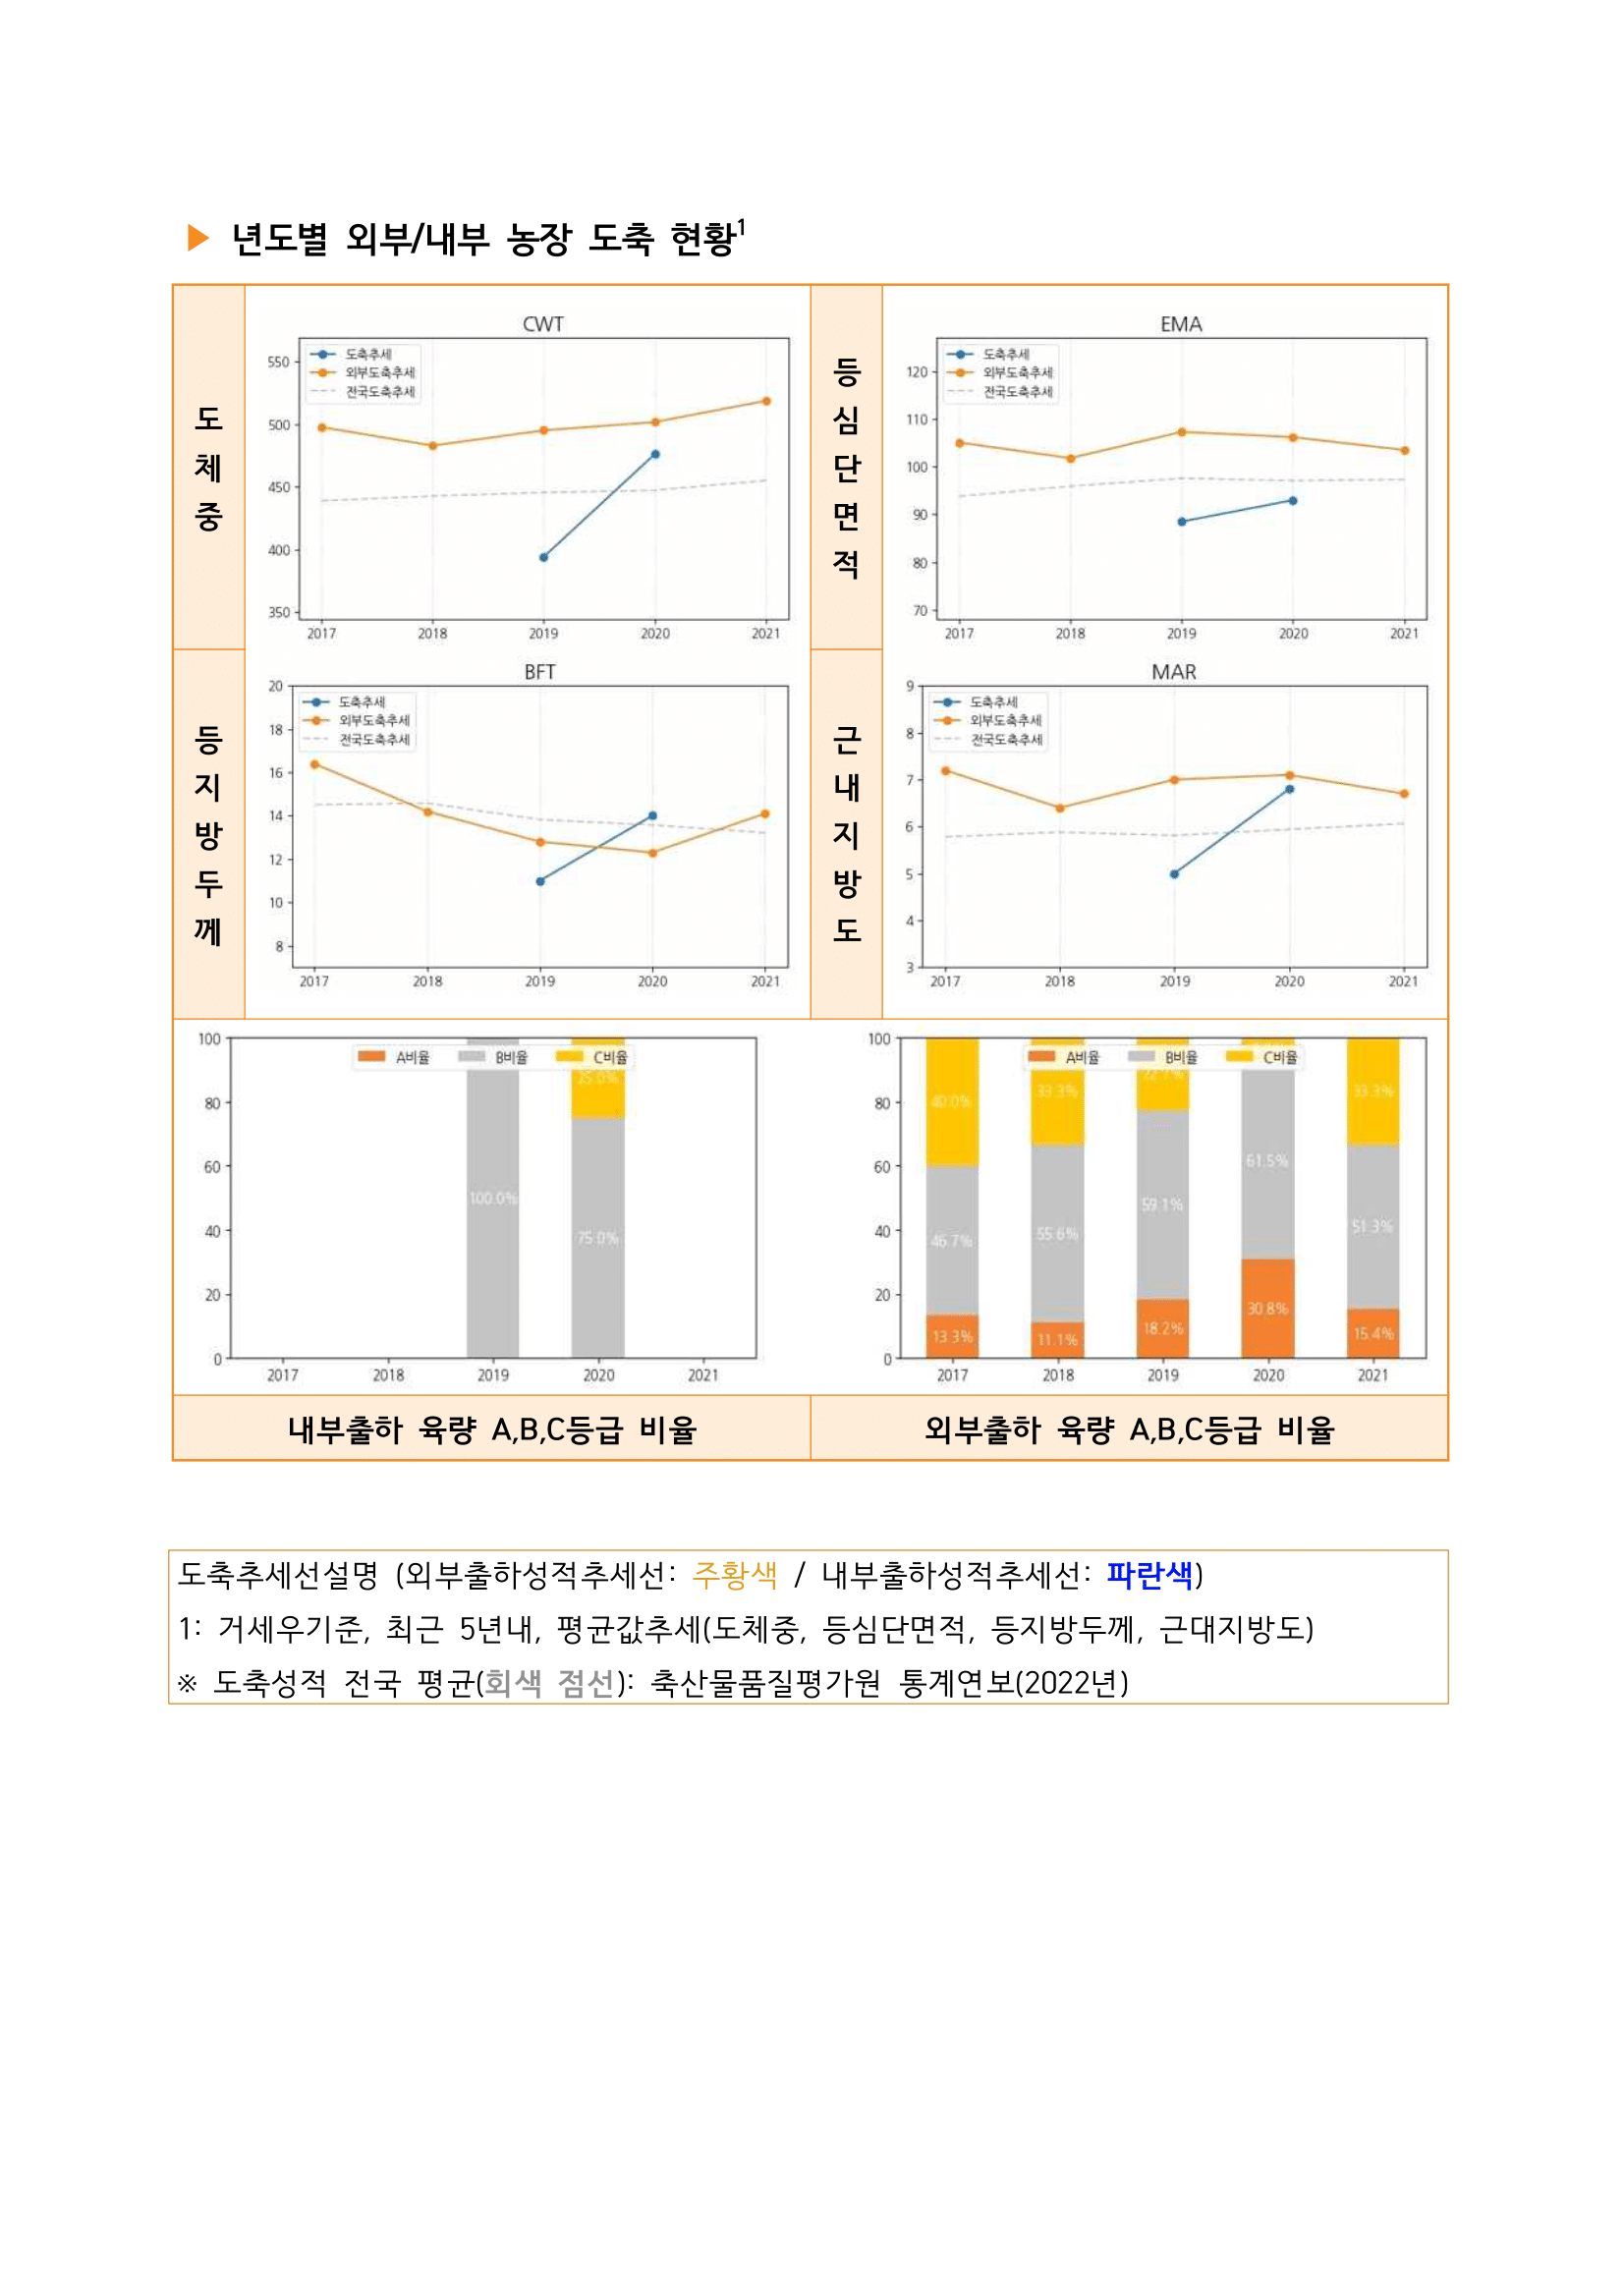 ▶ 년도별 외부/내부 농장 도축 현황1
도체중
CWT
도축추세
외부도축추세
전국도축추세
550
500
450
400
350
2017 2018 2019 2020 2021
등심단면적
EMA
도축추세
외부도축추세
전국도축추세
120
110
100
90
80
70
2017 2018 2019 2020 2021
등지방두께
BFT
도축추세
외부도축추세
전국도축추세
20
18
16
14
12
10
8
2017 2018 2019 2020 2021
근내지방도
MAR
도축추세
외부도축추세
전국도축추세
9
8
7
6
5
4
3
2017 2018 2019 2020 2021
A비율 B비율 C비율
100
80
60
40
20
0
25.0%
100.0%
75.0%
2017 2018 2019 2020 2021
A비율 B비율 C비율
100
80
60
40
20
0
40.0% 33.3% 22.7% 33.3%
46.7% 55.6% 59.1% 61.5% 51.3%
13.3% 11.1% 18.2% 30.8% 15.4%
2017 2018 2019 2020 2021
내부출하 육량 A,B,C등급 비율
외부출하 육량 A,B,C등급 비율
도축추세선설명 (외부출하성적추세선: 주황색 / 내부출하성적추세선: 파란색)
1: 거세우기준, 최근 5년내, 평균값추세(도체중, 등심단면적, 등지방두께, 근대지방도)
※ 도축성적 전국 평균(회색 점선): 축산물품질평가원 통계연보(2022년)